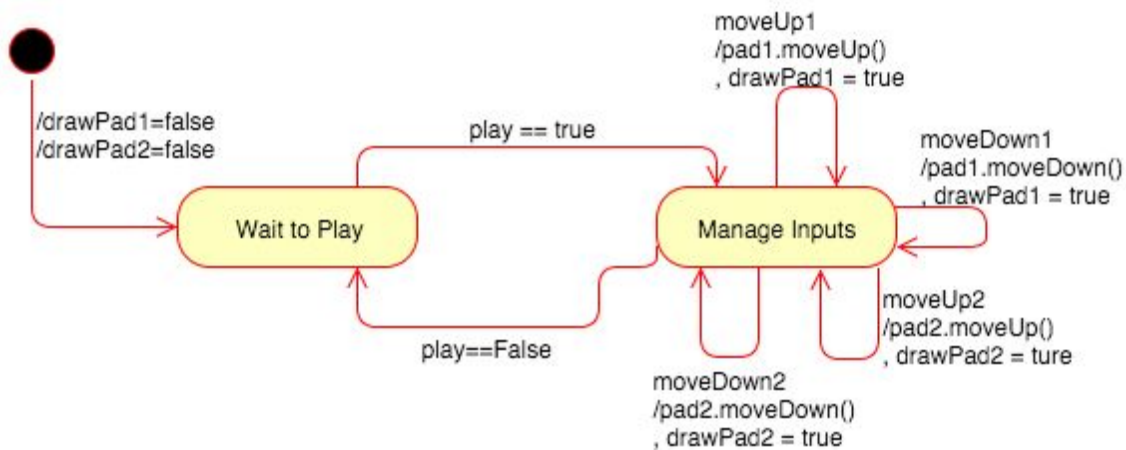 moveUp1
/pad1.moveUp()
, drawPad1 = true
/drawPad1=false
/drawPad2=false
play == true
moveDown1
/pad1.moveDown()
, drawPad1 = true
Wait to Play
Manage Inputs
moveUp2
/pad2.moveUp()
, drawPad2 = ture
play==False
moveDown2
/pad2.moveDown()
, drawPad2 = true